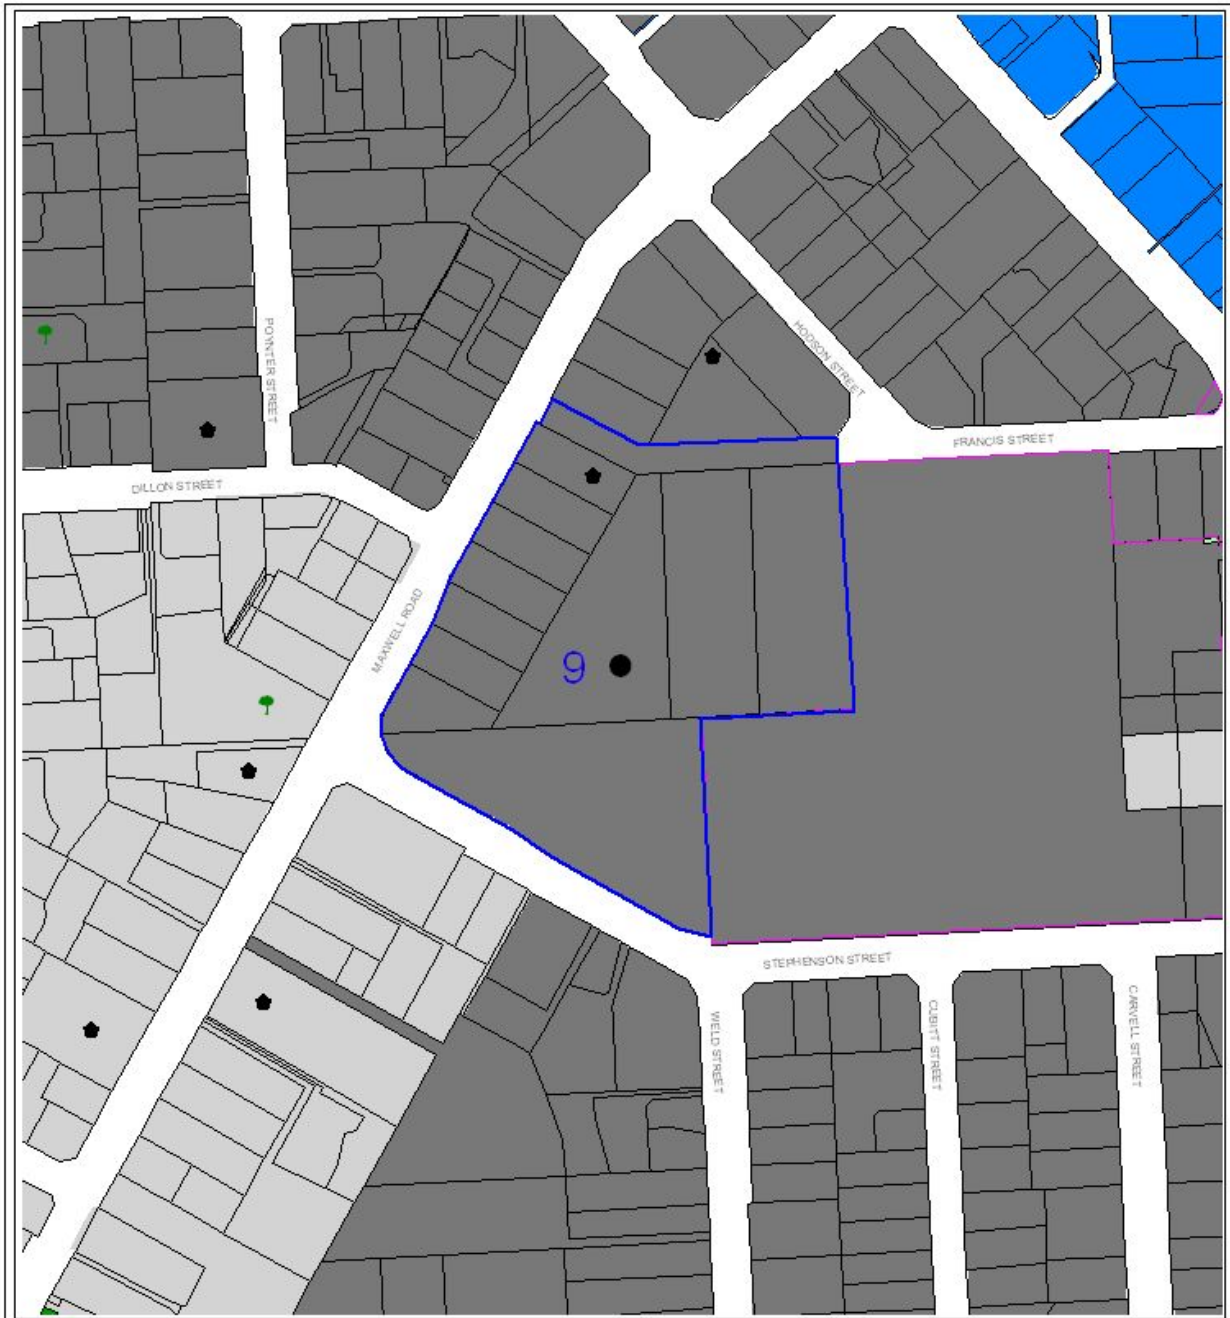 POYNTER STREET
HODSON STREET
FRANCIS STREET
DILLON STREET
MAXWELL ROAD
9
STEPHENSON STREET
WELD STREET
CUBITT STREET
CARVELL STREET